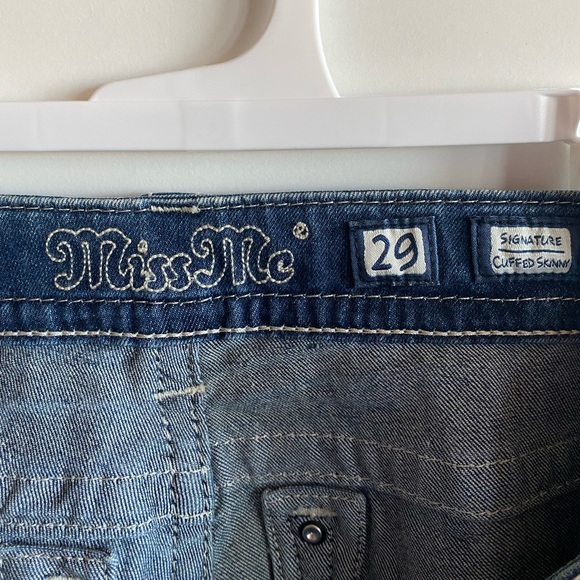 Miss Me
29
SIGNATURE
CUFFED SKINNY